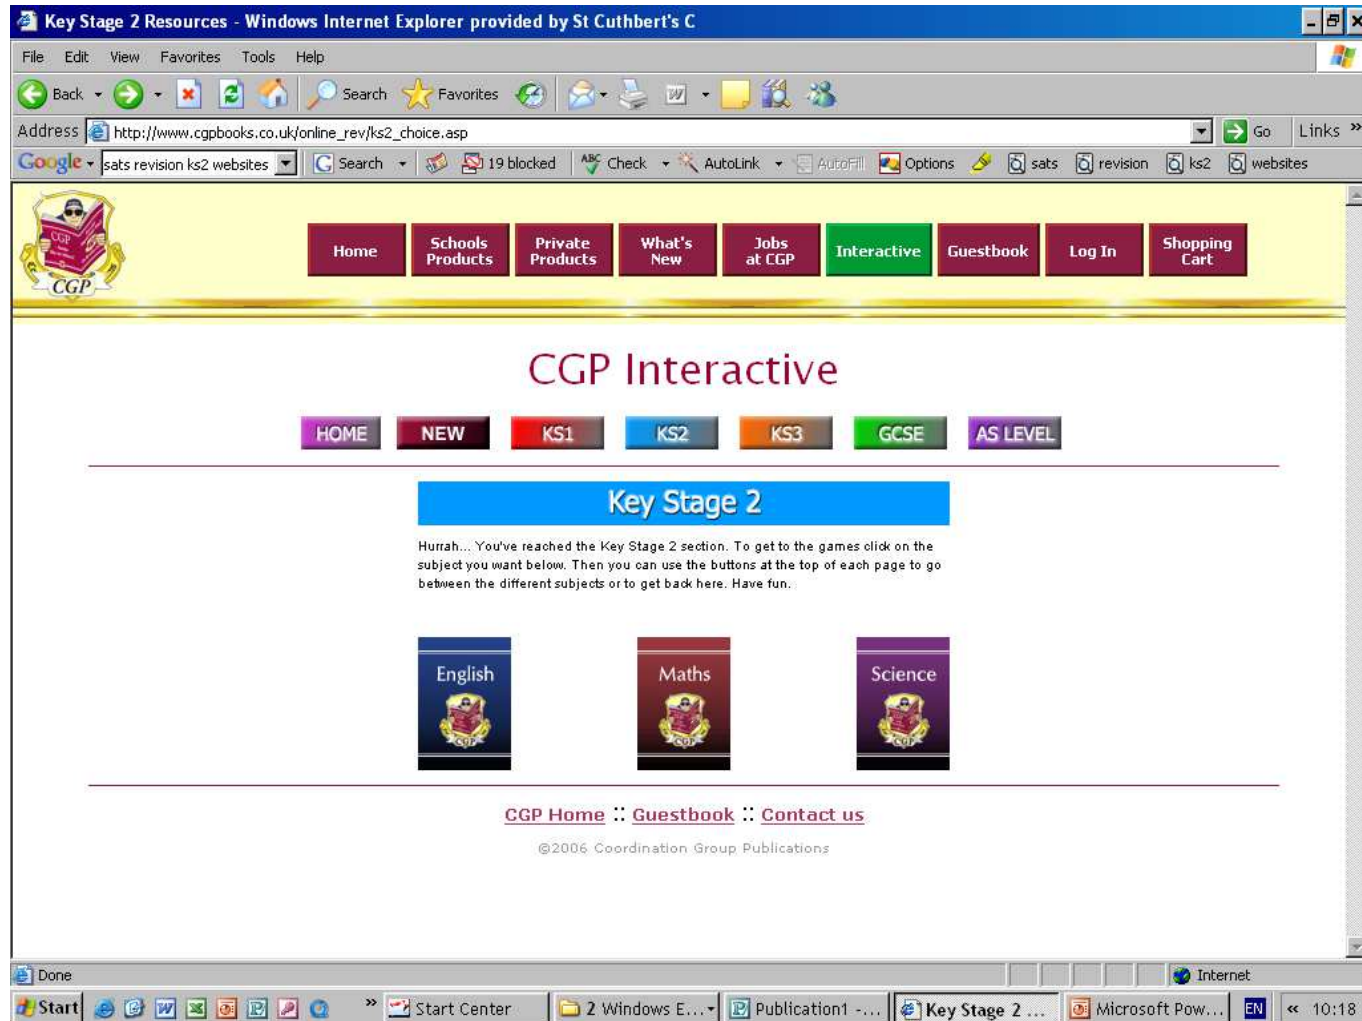 Key Stage 2 Resources - Windows Internet Explorer provided by St Cuthbert's C
File Edit View Favorites Tools Help
Back Search Favorites
Address http://www.cgpbooks.co.uk/online_rev/ks2_choice.asp Go Links »
Google sats revision ks2 websites Search 19 blocked ABC Check AutoLink AutoFill Options sats revision ks2 websites
CGP
Home Schools Products Private Products What's New Jobs at CGP Interactive Guestbook Log In Shopping Cart
CGP
CGP Interactive
HOME NEW KS1 KS2 KS3 GCSE AS LEVEL
Key Stage 2
Hurrah... You've reached the Key Stage 2 section. To get to the games click on the
subject you want below. Then you can use the buttons at the top of each page to go
between the different subjects or to get back here. Have fun.
English Maths Science
CGP CGP CGP
CGP Home :: Guestbook :: Contact us
©2006 Coordination Group Publications
Done Internet
Start » Start Center 2 Windows E... Publication1 -... Key Stage 2 ... Microsoft Pow... EN « 10:18